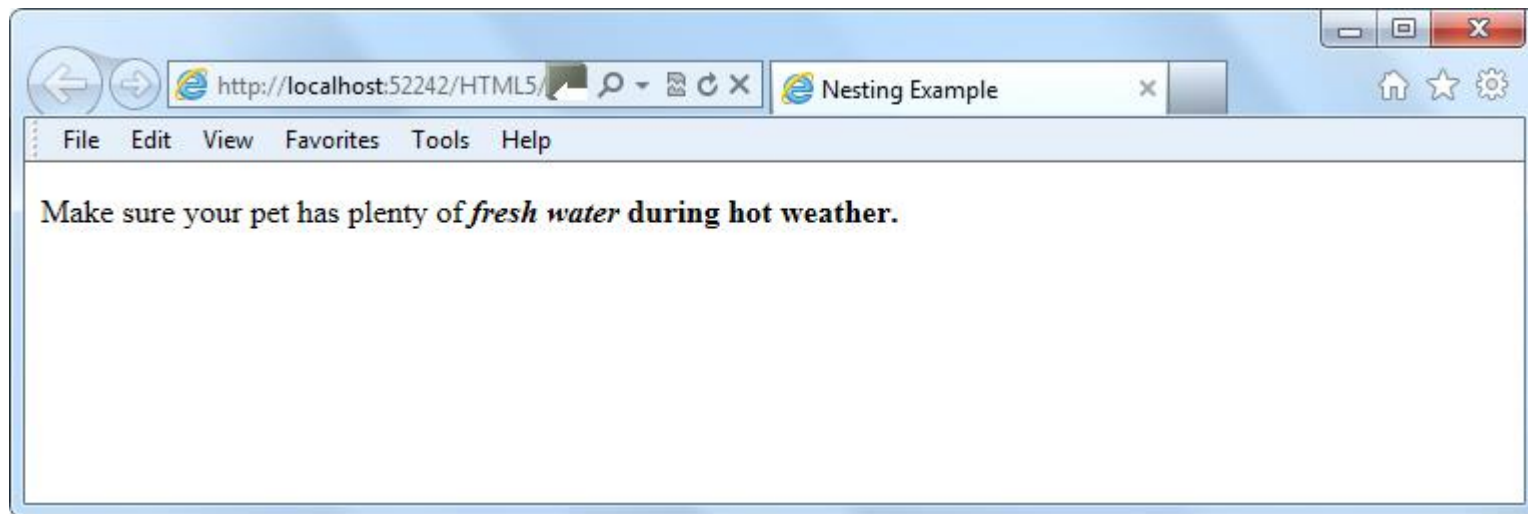 http://localhost:52242/HTML5/
Nesting Example
File Edit View Favorites Tools Help
Make sure your pet has plenty of fresh water during hot weather.